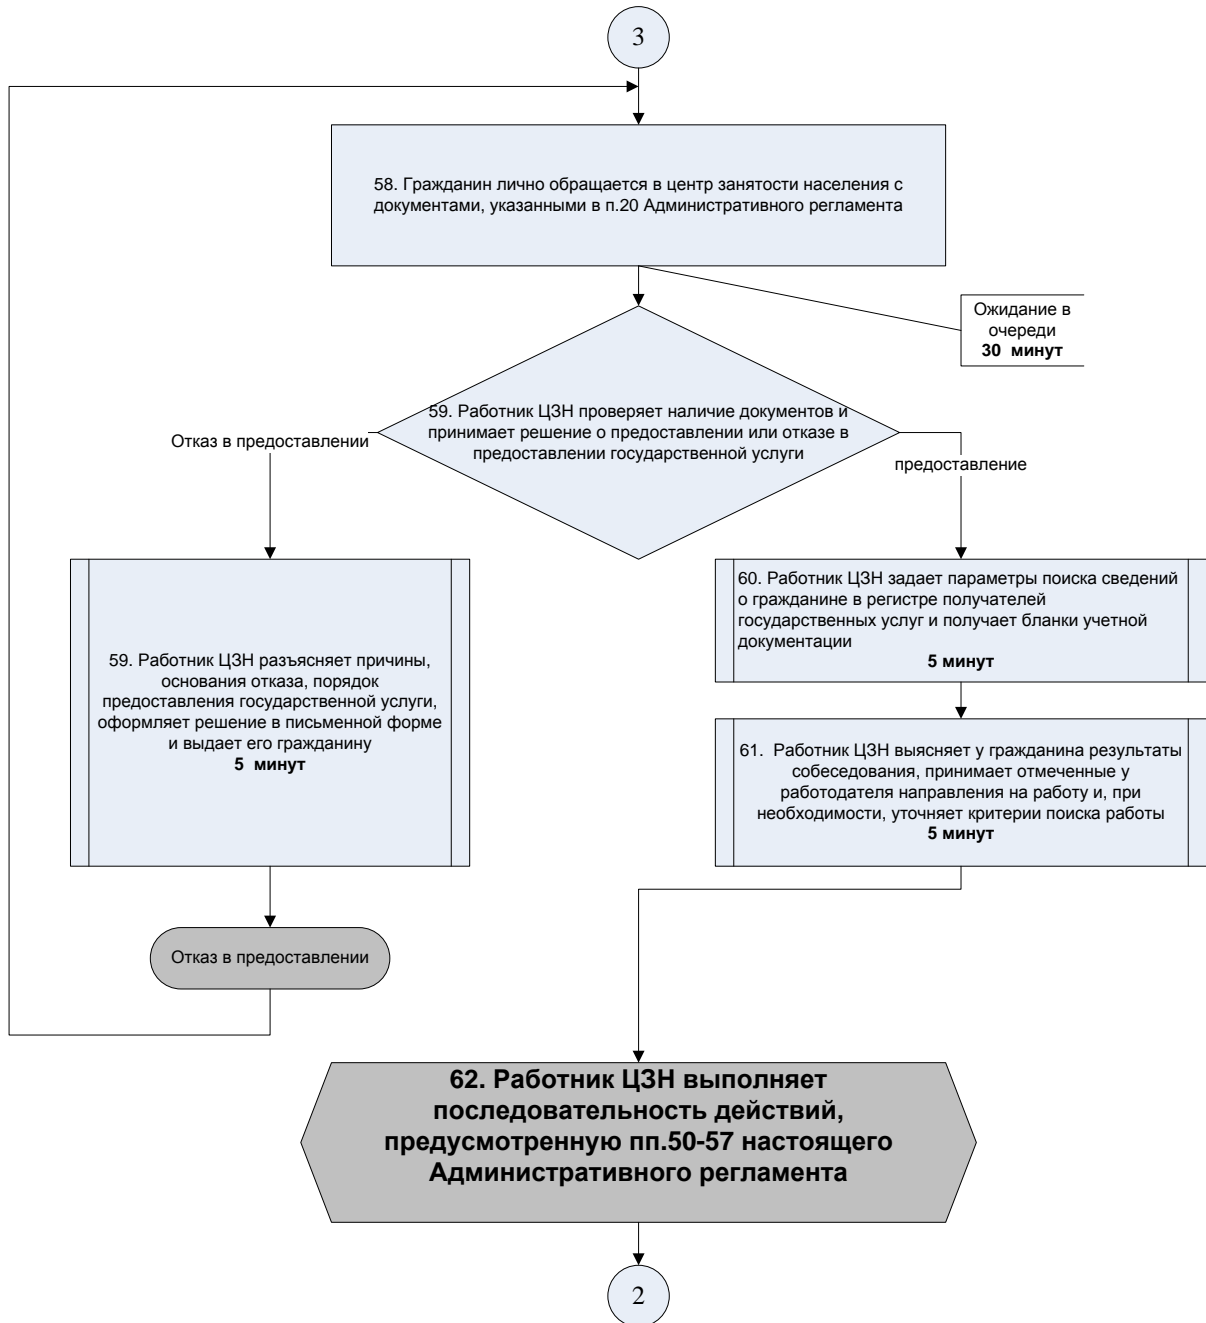 3
58. Гражданин лично обращается в центр занятости населения с
документами, указанными в п.20 Административного регламента
Ожидание в
очереди
30 минут
59. Работник ЦЗН проверяет наличие документов и
принимает решение о предоставлении или отказе в
предоставлении государственной услуги
Отказ в предоставлении
предоставление
59. Работник ЦЗН разъясняет причины,
основания отказа, порядок
предоставления государственной услуги,
оформляет решение в письменной форме
и выдает его гражданину
5 минут
60. Работник ЦЗН задает параметры поиска сведений
о гражданине в регистре получателей
государственных услуг и получает бланки учетной
документации
5 минут
61. Работник ЦЗН выясняет у гражданина результаты
собеседования, принимает отмеченные у
работодателя направления на работу и, при
необходимости, уточняет критерии поиска работы
5 минут
Отказ в предоставлении
62. Работник ЦЗН выполняет
последовательность действий,
предусмотренную пп.50-57 настоящего
Административного регламента
2